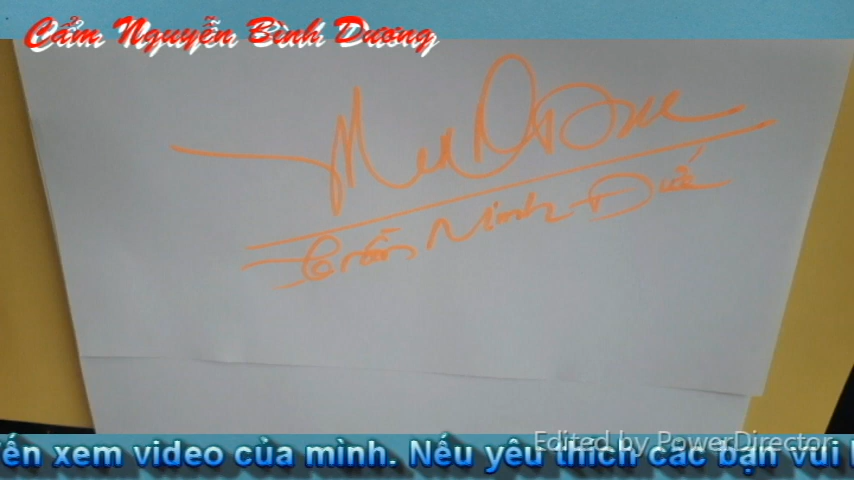 Cẩm Nguyễn Bình Dương
Trần Minh Đức
ến xem video của mình. Nếu yêu thích các bạn vui
Edited by PowerDirector